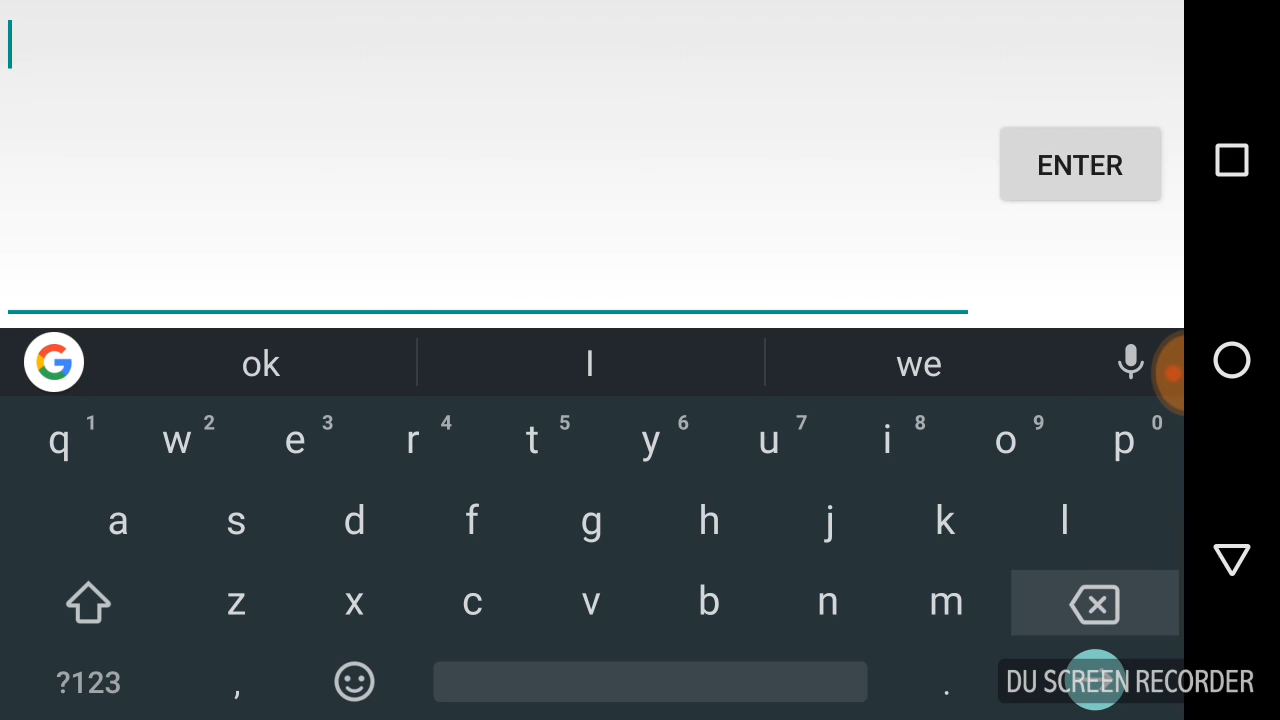 ENTER
ok I we
q 1 w 2 e 3 r 4 t 5 y 6 u 7 i 8 o 9 p 0
a s d f g h j k l
z x c v b n m
?123 , .
DU SCREEN RECORDER